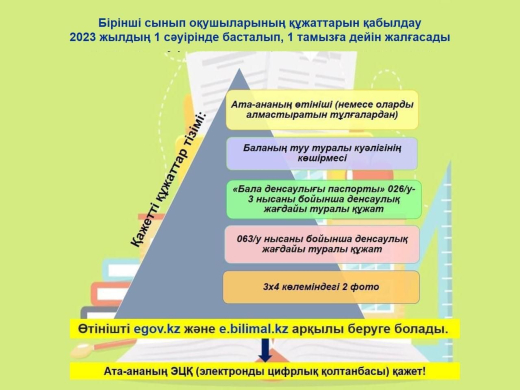 Бірінші сынып оқушыларының құжаттарын қабылдау
2023 жылдың 1 сәуірінде басталып, 1 тамызға дейін жалғасады
Қажетті құжаттар тізімі:
Ата-ананың өтініші (немесе оларды
алмастыратын тұлғалардан)
Баланың туу туралы куәлігінің
көшірмесі
«Бала денсаулығы паспорты» 026/у-
3 нысаны бойынша денсаулық
жағдайы туралы құжат
063/у нысаны бойынша денсаулық
жағдайы туралы құжат
3х4 көлеміндегі 2 фото
Өтінішті egov.kz және e.bilimal.kz арқылы беруге болады.
Ата-ананың ЭЦҚ (электронды цифрлық қолтанбасы) қажет!